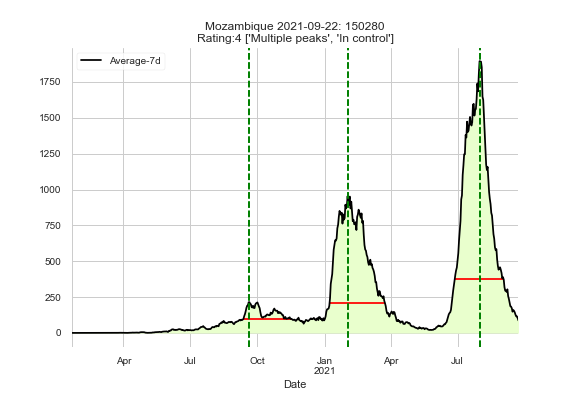 Mozambique 2021-09-22: 150280
Rating:4 ['Multiple peaks', 'In control']
Average-7d
1750
1500
1250
1000
750
500
250
0
Apr Jul Oct Jan Apr Jul
2021
Date